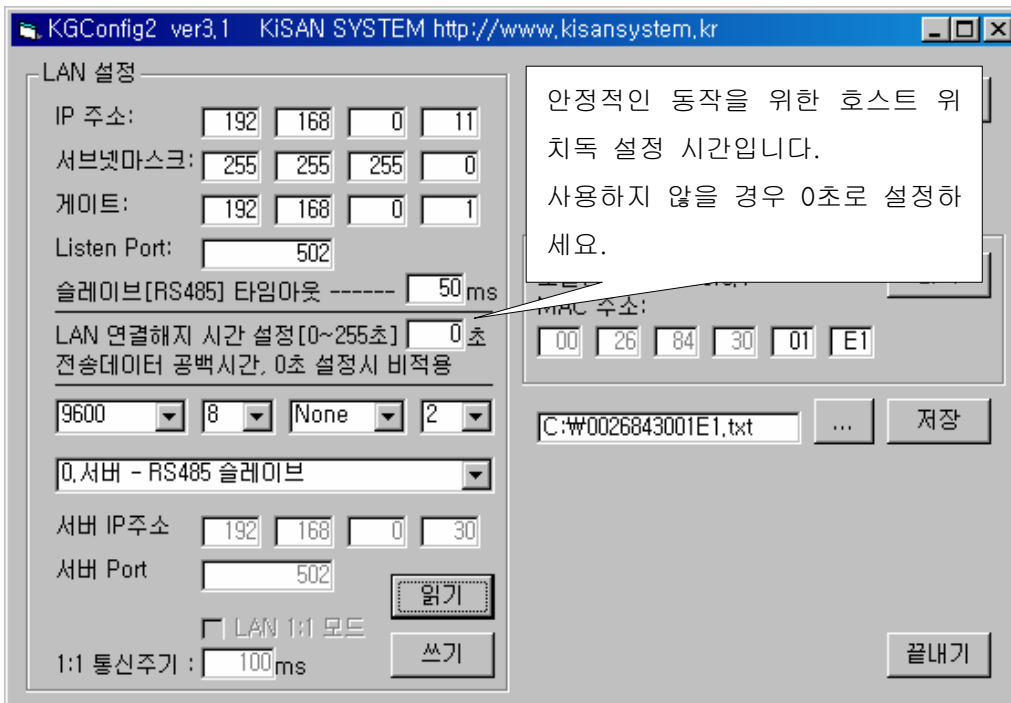 KGConfig2 ver3,1 KiSAN SYSTEM http://www,kisansystem,kr
LAN 설정
IP 주소: 192 168 0 11
서브넷마스크: 255 255 255 0
게이트: 192 168 0 1
Listen Port: 502
슬레이브[RS485] 타임아웃 ------ 50 ms
LAN 연결해지 시간 설정[0~255초] 0 초
전송데이터 공백시간, 0초 설정시 비적용
9600 8 None 2
0,서버 - RS485 슬레이브
서버 IP주소 192 168 0 30
서버 Port 502
읽기
LAN 1:1 모드
1:1 통신주기 : 100 ms
쓰기
안정적인 동작을 위한 호스트 위
치독 설정 시간입니다.
사용하지 않을 경우 0초로 설정하
세요.
MAC 주소:
00 26 84 30 01 E1
C:₩0026843001E1,txt ... 저장
끝내기